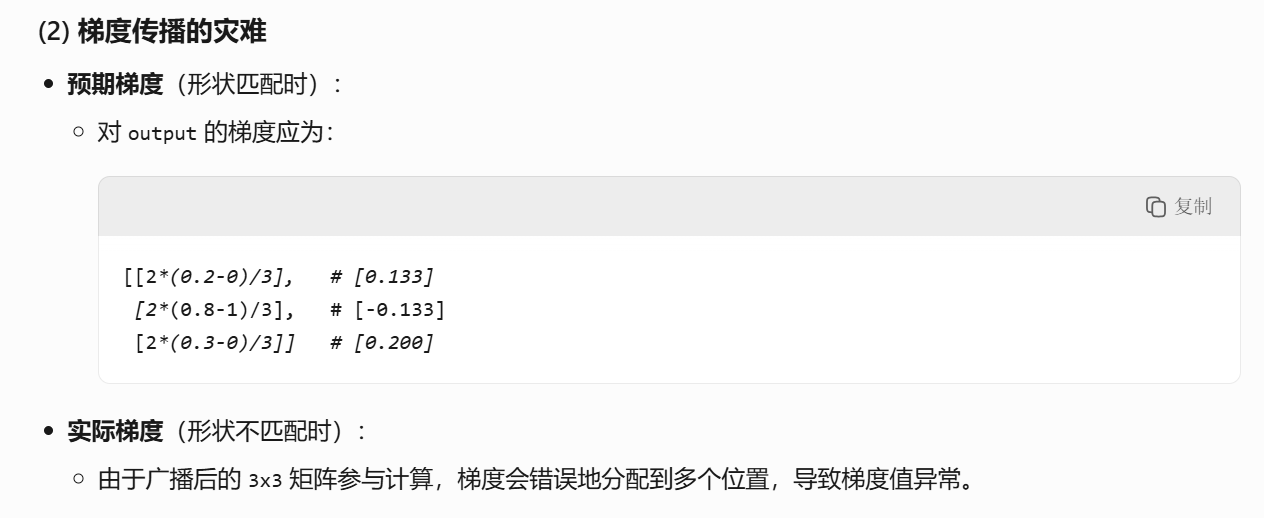 (2) 梯度传播的灾难
• 预期梯度（形状匹配时）:
○ 对 output 的梯度应为:
复制
[[2*(0.2-0)/3],   # [0.133]
 [2*(0.8-1)/3],   # [-0.133]
 [2*(0.3-0)/3]]   # [0.200]
• 实际梯度（形状不匹配时）:
○ 由于广播后的 3x3 矩阵参与计算，梯度会错误地分配到多个位置，导致梯度值异常。